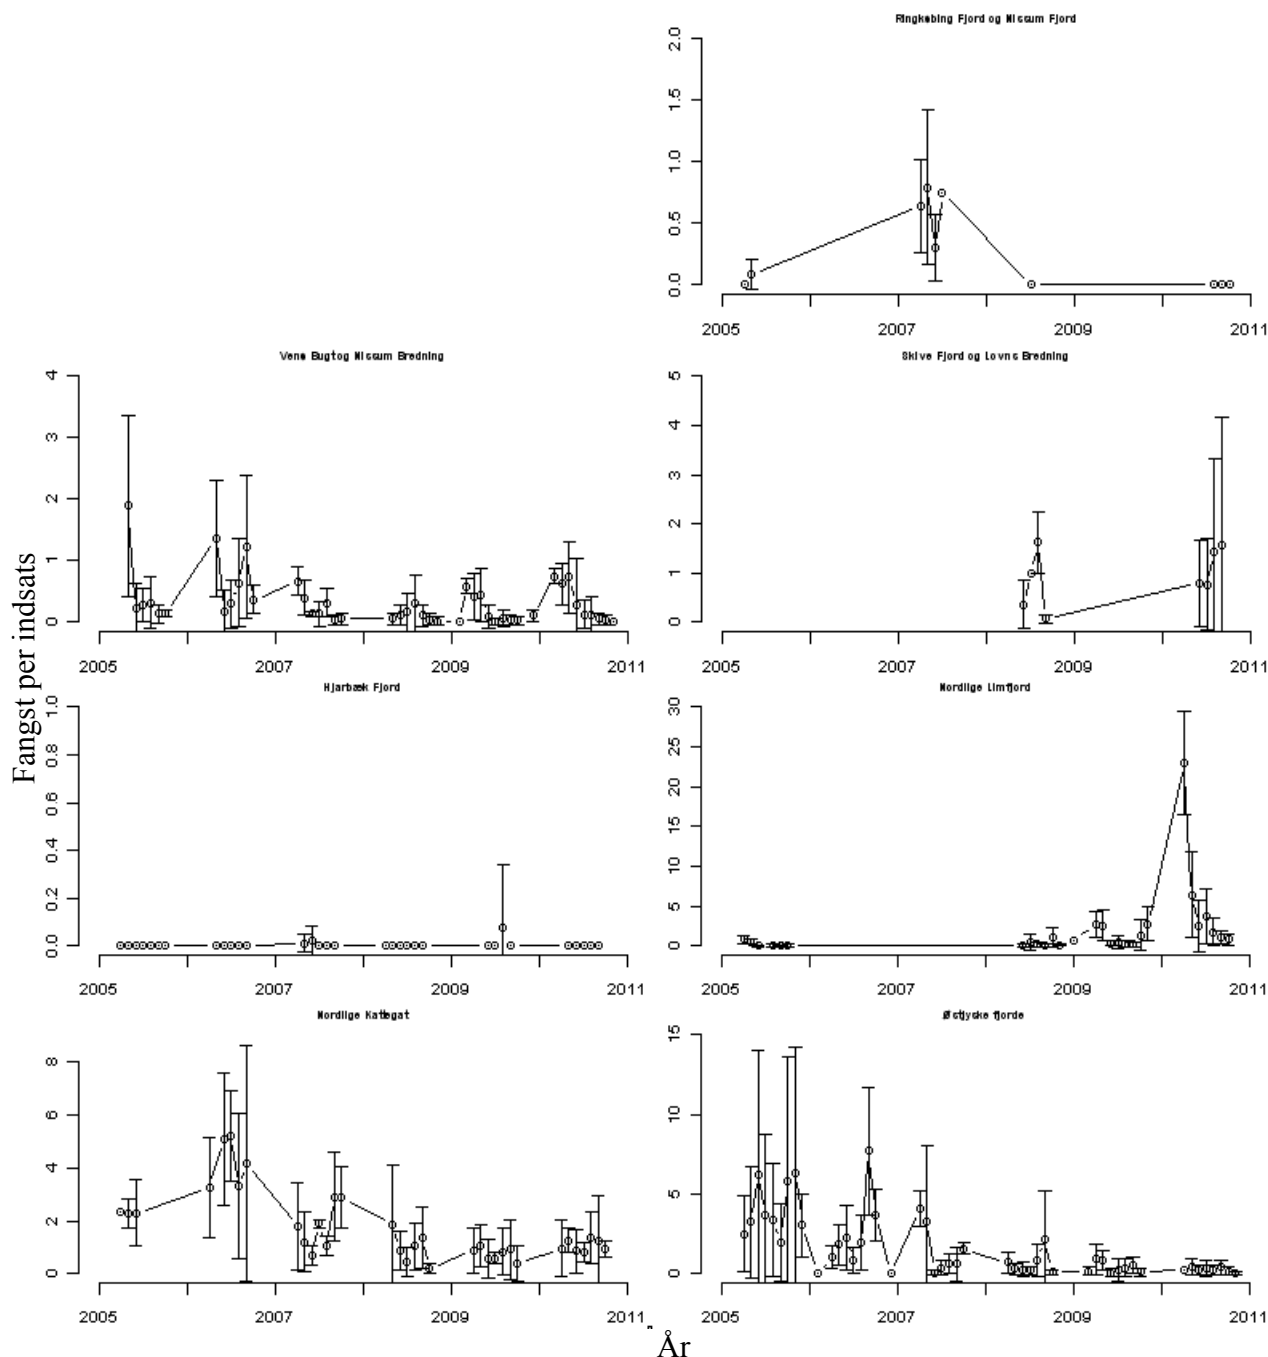 Ringkøbing Fjord og Nissum Fjord
2.0
1.5
1.0
0.5
0.0
2005 2007 2009 2011
Venø Bugt og Nissum Bredning
4
3
2
1
0
2005 2007 2009 2011
Skive Fjord og Lovns Bredning
5
4
3
2
1
0
2005 2007 2009 2011
Fangst per indsats
Hjarbæk Fjord
1.0
0.8
0.6
0.4
0.2
0.0
2005 2007 2009 2011
Nordlige Limfjord
30
25
20
15
10
5
0
2005 2007 2009 2011
Nordlige Kattegat
8
6
4
2
0
2005 2007 2009 2011
Østjyske fjorde
15
10
5
0
2005 2007 2009 2011
År